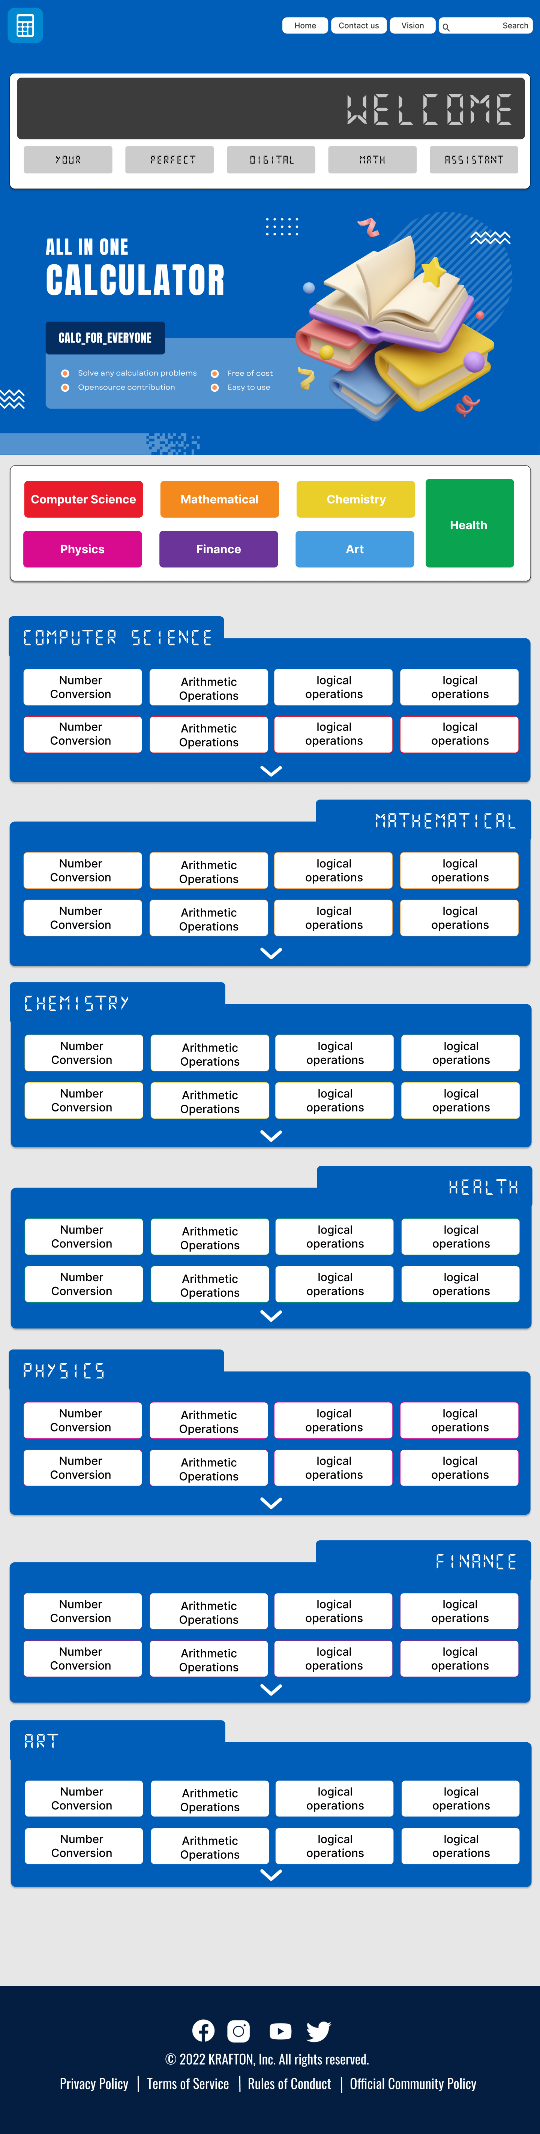 Home Contact us Vision Search
WELCOME
YOUR PERFECT DIGITAL MATH ASSISTANT
ALL IN ONE
CALCULATOR
CALC_FOR_EVERYONE
Solve any calculation problems Free of cost
Opensource contribution Easy to use
Computer Science Mathematical Chemistry
Health
Physics Finance Art
COMPUTER SCIENCE
Number Arithmetic logical logical
Conversion Operations operations operations
Number Arithmetic logical logical
Conversion Operations operations operations
MATHEMATICAL
Number Arithmetic logical logical
Conversion Operations operations operations
Number Arithmetic logical logical
Conversion Operations operations operations
CHEMISTRY
Number Arithmetic logical logical
Conversion Operations operations operations
Number Arithmetic logical logical
Conversion Operations operations operations
HEALTH
Number Arithmetic logical logical
Conversion Operations operations operations
Number Arithmetic logical logical
Conversion Operations operations operations
PHYSICS
Number Arithmetic logical logical
Conversion Operations operations operations
Number Arithmetic logical logical
Conversion Operations operations operations
FINANCE
Number Arithmetic logical logical
Conversion Operations operations operations
Number Arithmetic logical logical
Conversion Operations operations operations
ART
Number Arithmetic logical logical
Conversion Operations operations operations
Number Arithmetic logical logical
Conversion Operations operations operations
© 2022 KRAFTON, Inc. All rights reserved.
Privacy Policy | Terms of Service | Rules of Conduct | Official Community Policy